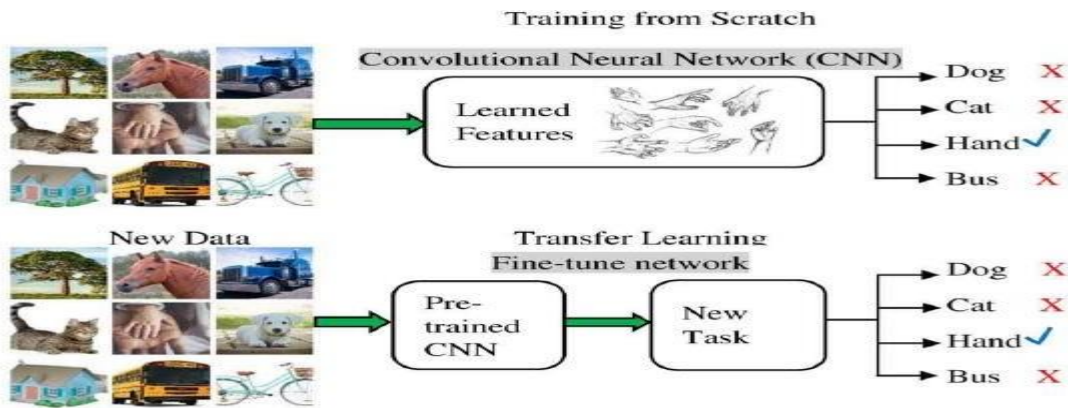 Training from Scratch
Convolutional Neural Network (CNN)
Learned
Features
Dog X
Cat X
Hand ✓
Bus X
New Data
Transfer Learning
Fine-tune network
Pre-
trained
CNN
New
Task
Dog X
Cat X
Hand ✓
Bus X